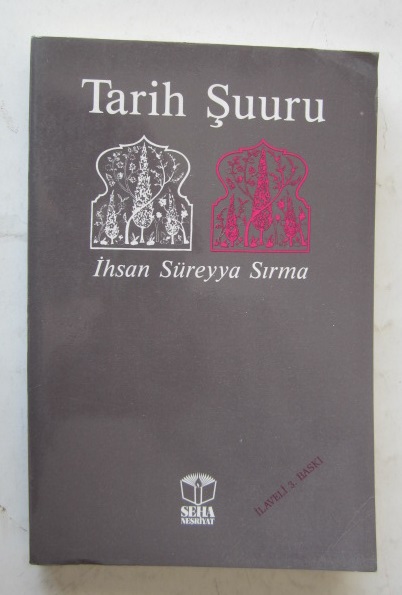 Tarih Şuuru
İhsan Süreyya Sırma
İLAVELİ 3. BASKI
SEHA
NEŞRİYAT